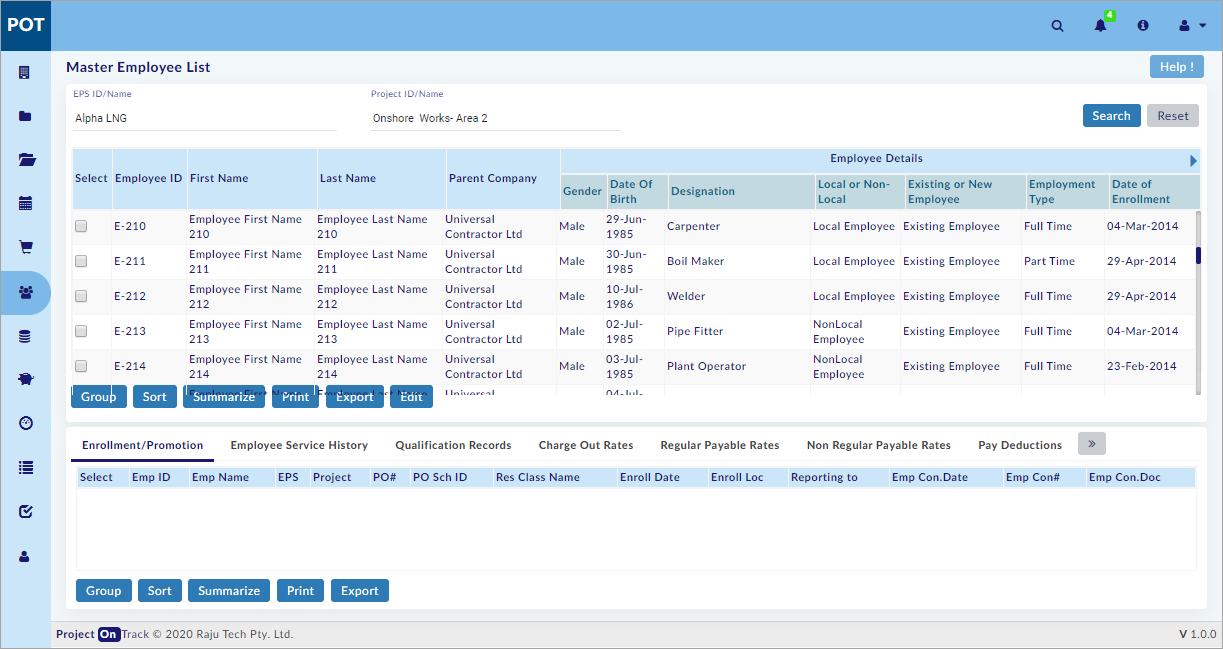 POT
4
Master Employee List
Help !
EPS ID/Name Project ID/Name
Alpha LNG Onshore Works- Area 2
Search Reset
Employee Details
Select Employee ID First Name Last Name Parent Company
Gender Date Of Birth Designation Local or Non-Local Existing or New Employee Employment Type Date of Enrollment
E-210 Employee First Name 210 Employee Last Name 210 Universal Contractor Ltd Male 29-Jun-1985 Carpenter Local Employee Existing Employee Full Time 04-Mar-2014
E-211 Employee First Name 211 Employee Last Name 211 Universal Contractor Ltd Male 30-Jun-1985 Boil Maker Local Employee Existing Employee Part Time 29-Apr-2014
E-212 Employee First Name 212 Employee Last Name 212 Universal Contractor Ltd Male 10-Jul-1986 Welder Local Employee Existing Employee Full Time 29-Apr-2014
E-213 Employee First Name 213 Employee Last Name 213 Universal Contractor Ltd Male 02-Jul-1985 Pipe Fitter NonLocal Employee Existing Employee Full Time 04-Mar-2014
E-214 Employee First Name 214 Employee Last Name 214 Universal Contractor Ltd Male 03-Jul-1985 Plant Operator NonLocal Employee Existing Employee Full Time 23-Feb-2014
Group Sort Summarize Print Export Edit
Enrollment/Promotion Employee Service History Qualification Records Charge Out Rates Regular Payable Rates Non Regular Payable Rates Pay Deductions »
Select Emp ID Emp Name EPS Project PO# PO Sch ID Res Class Name Enroll Date Enroll Loc Reporting to Emp Con.Date Emp Con# Emp Con.Doc
Group Sort Summarize Print Export
Project On Track © 2020 Raju Tech Pty. Ltd. V 1.0.0